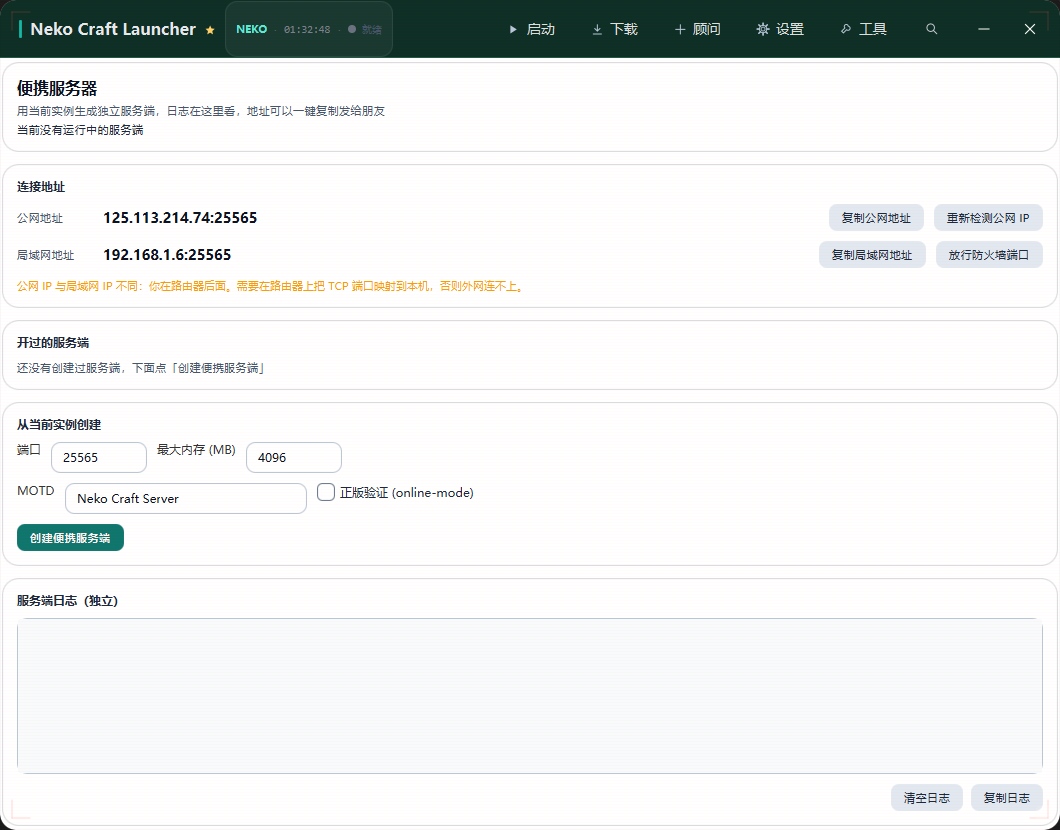 Neko Craft Launcher
NEKO 01:32:48 就绪
启动 下载 顾问 设置 工具
便携服务器
用当前实例生成独立服务端，日志在这里看，地址可以一键复制发给朋友
当前没有运行中的服务端
连接地址
公网地址 125.113.214.74:25565 复制公网地址 重新检测公网 IP
局域网地址 192.168.1.6:25565 复制局域网地址 放行防火墙端口
公网 IP 与局域网 IP 不同：你在路由器后面。需要在路由器上把 TCP 端口映射到本机，否则外网连不上。
开过的服务端
还没有创建过服务端，下面点「创建便携服务端」
从当前实例创建
端口 25565 最大内存 (MB) 4096
MOTD Neko Craft Server 正版验证 (online-mode)
创建便携服务端
服务端日志（独立）
清空日志 复制日志